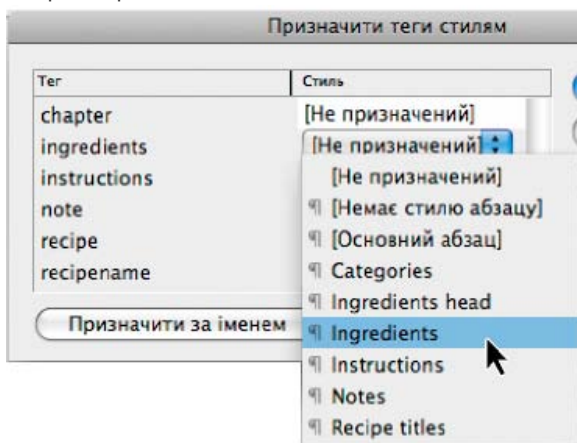 Призначити теги стилям
Тег Стиль
chapter [Не призначений]
ingredients [Не призначений]
instructions [Не призначений]
note ¶ [Немає стилю абзацу]
recipe ¶ [Основний абзац]
recipename ¶ Categories
¶ Ingredients head
Призначити за іменем ¶ Ingredients
¶ Instructions
¶ Notes
¶ Recipe titles